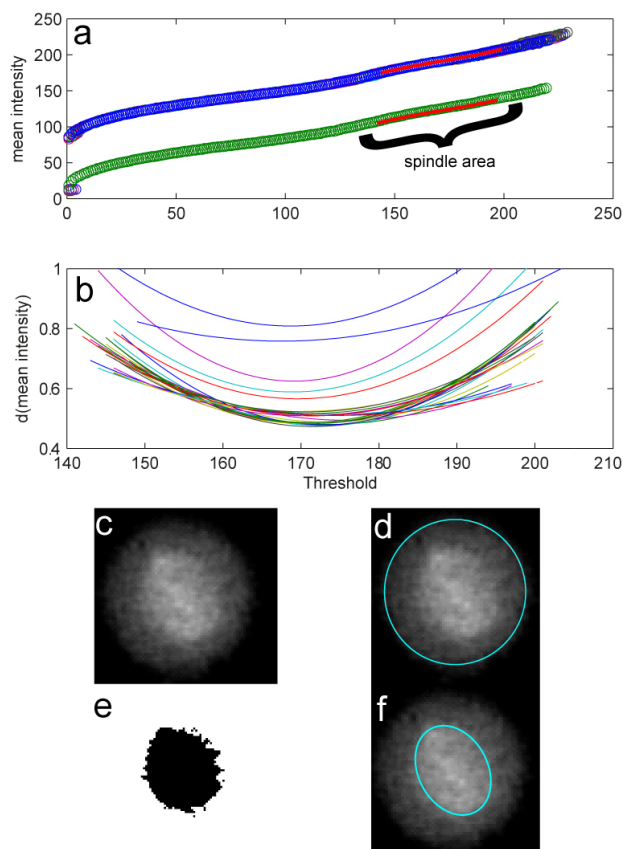 a
250
200
150
100
50
0
mean intensity
spindle area
0 50 100 150 200 250
b
1
0.8
0.6
0.4
d(mean intensity)
140 150 160 170 180 190 200 210
Threshold
c
d
e
f